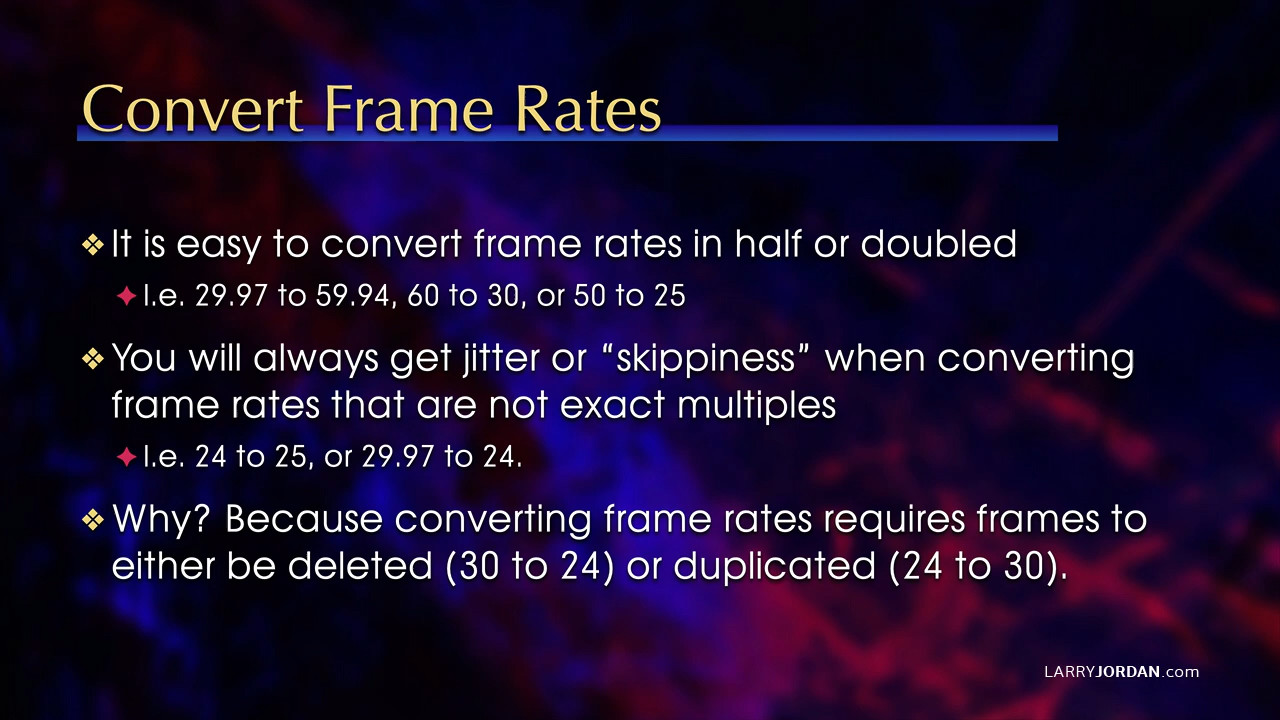 Convert Frame Rates
❖ It is easy to convert frame rates in half or doubled
✦ I.e. 29.97 to 59.94, 60 to 30, or 50 to 25
❖ You will always get jitter or “skippiness” when converting
frame rates that are not exact multiples
✦ I.e. 24 to 25, or 29.97 to 24.
❖ Why? Because converting frame rates requires frames to
either be deleted (30 to 24) or duplicated (24 to 30).
LARRYJORDAN.com